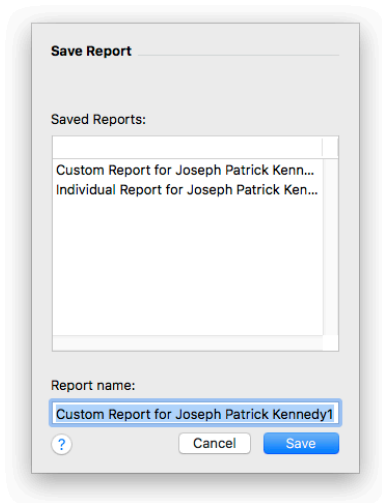 Save Report
Saved Reports:
Custom Report for Joseph Patrick Kenn...
Individual Report for Joseph Patrick Ken...
Report name:
Custom Report for Joseph Patrick Kennedy1
? Cancel Save